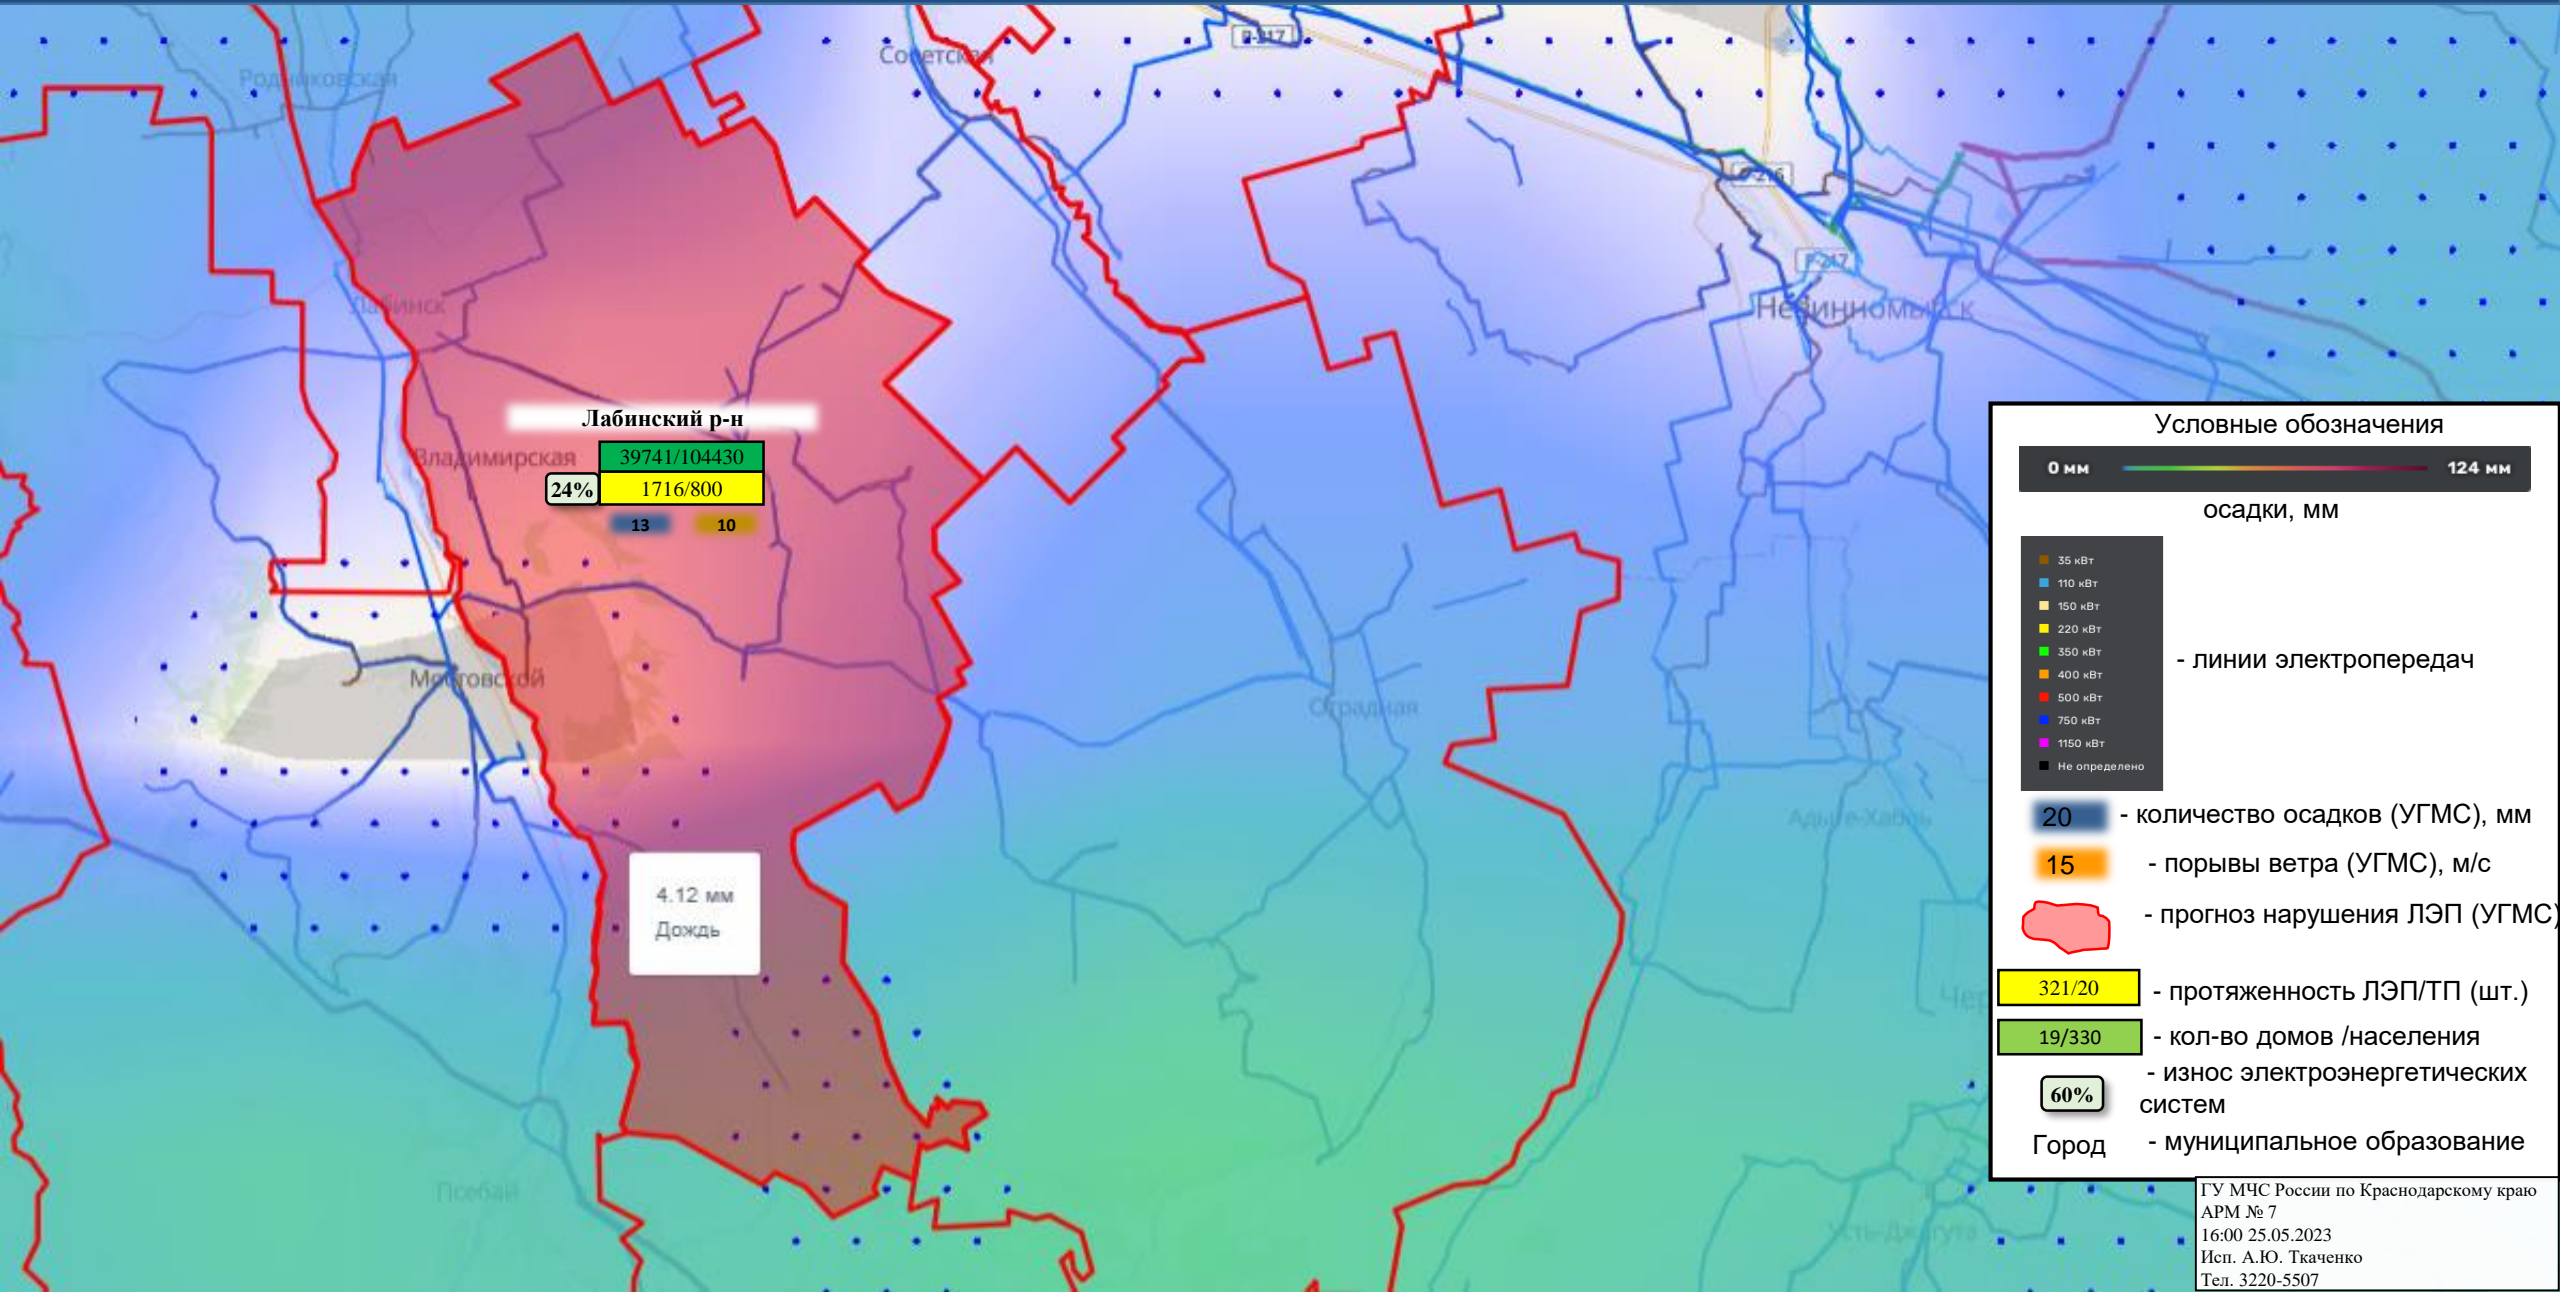 Родниковская
Советская
Р-217
Р-216
Р-217
Невинномысск
Лабинск
Лабинский р-н
Владимирская
39741/104430
24%
1716/800
13
10
Мостовской
Отрадная
4.12 мм
Дождь
Адыге-Хабль
Псебай
Усть-Джегута
Условные обозначения
0 мм
124 мм
осадки, мм
35 кВт
110 кВт
150 кВт
220 кВт
350 кВт
400 кВт
500 кВт
750 кВт
1150 кВт
Не определено
- линии электропередач
20 - количество осадков (УГМС), мм
15 - порывы ветра (УГМС), м/с
- прогноз нарушения ЛЭП (УГМС)
321/20 - протяженность ЛЭП/ТП (шт.)
19/330 - кол-во домов /населения
60% - износ электроэнергетических
систем
Город - муниципальное образование
ГУ МЧС России по Краснодарскому краю
АРМ № 7
16:00 25.05.2023
Исп. А.Ю. Ткаченко
Тел. 3220-5507